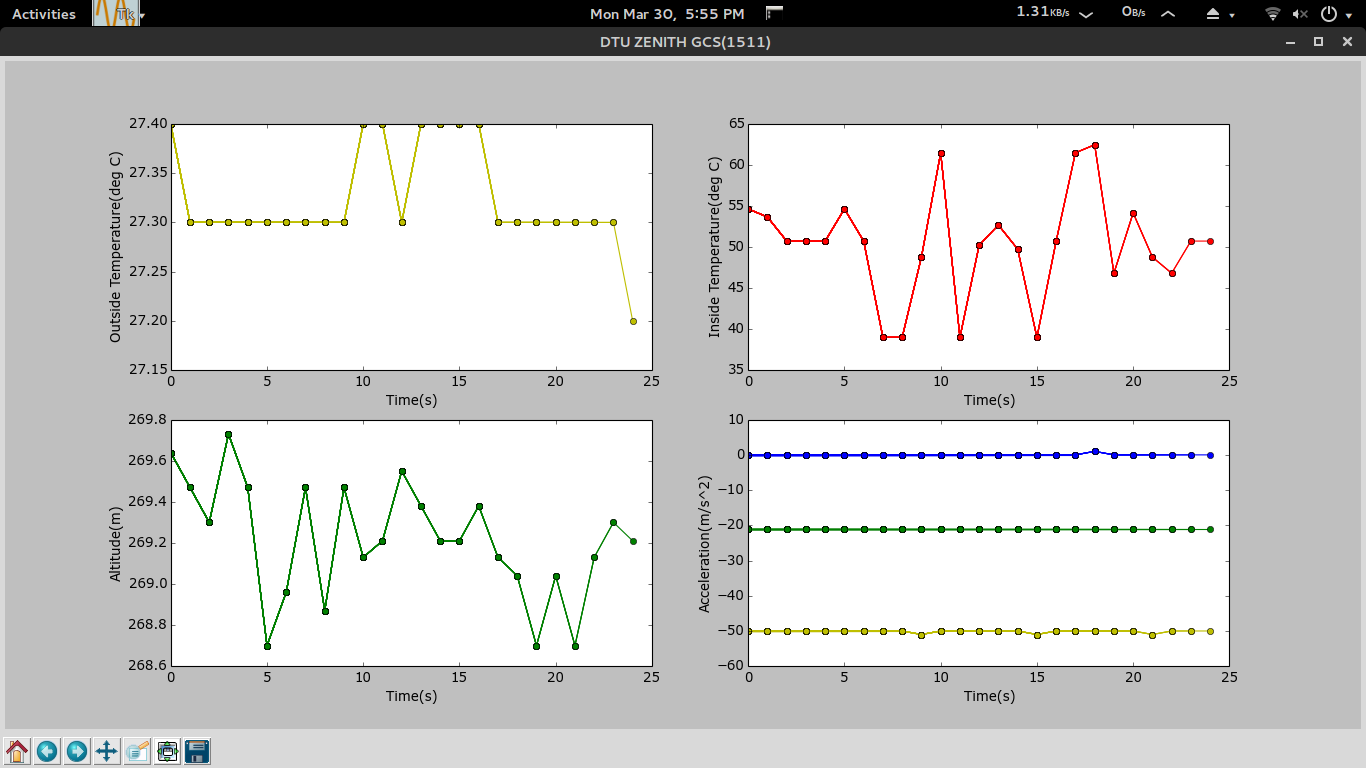 Activities Tk Mon Mar 30, 5:55 PM 1.31KB/s 0B/s
DTU ZENITH GCS(1511)
27.40
27.35
27.30
27.25
27.20
27.15
Outside Temperature(deg C)
0 5 10 15 20 25
Time(s)
65
60
55
50
45
40
35
Inside Temperature(deg C)
0 5 10 15 20 25
Time(s)
269.8
269.6
269.4
269.2
269.0
268.8
268.6
Altitude(m)
0 5 10 15 20 25
Time(s)
10
0
−10
−20
−30
−40
−50
−60
Acceleration(m/s^2)
0 5 10 15 20 25
Time(s)